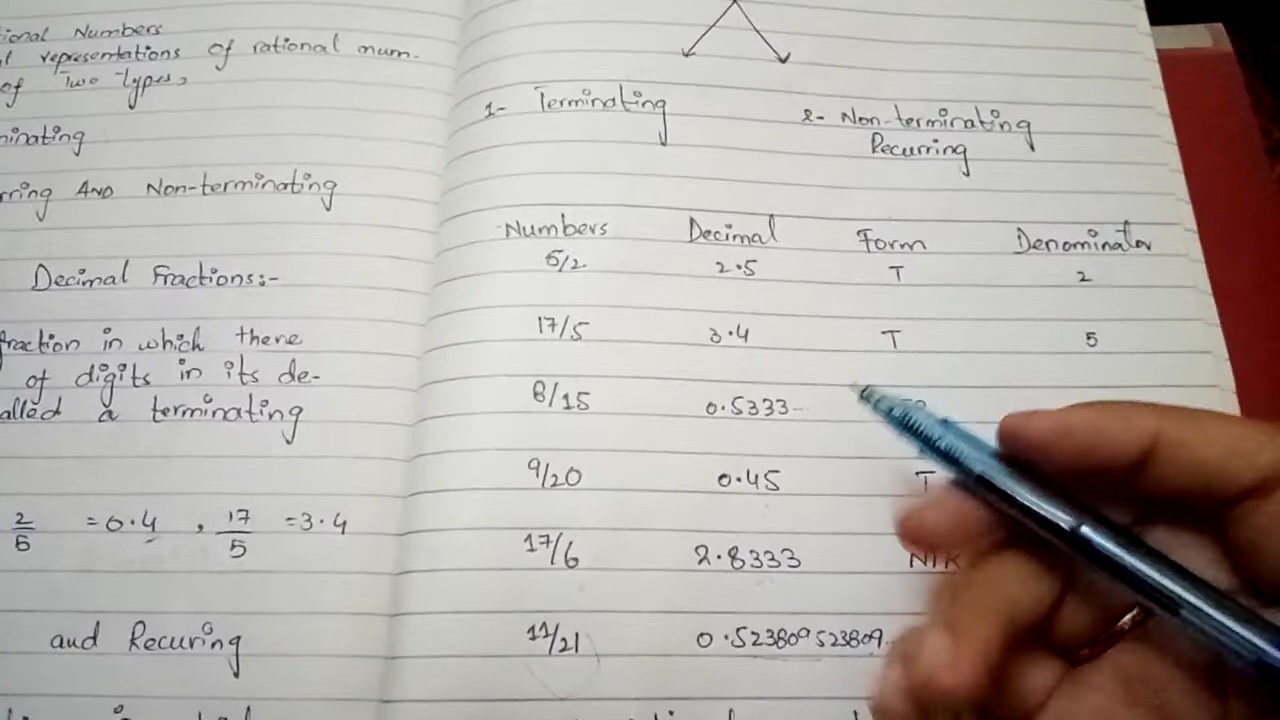 ional Numbers
l representations of rational num-
of Two Types,
minating
rring AND Non-terminating
Decimal Fractions:-
fraction in which there
of digits in its de-
alled a terminating
2/5 =0.4 , 17/5 =3.4
and Recuring
1- Terminating
2- Non-terminating
Recurring
Numbers Decimal Form Denominator
5/2 2.5 T 2
17/5 3.4 T 5
8/15 0.5333-
9/20 0.45 T
17/6 2.8333
11/21 0.523809523809..